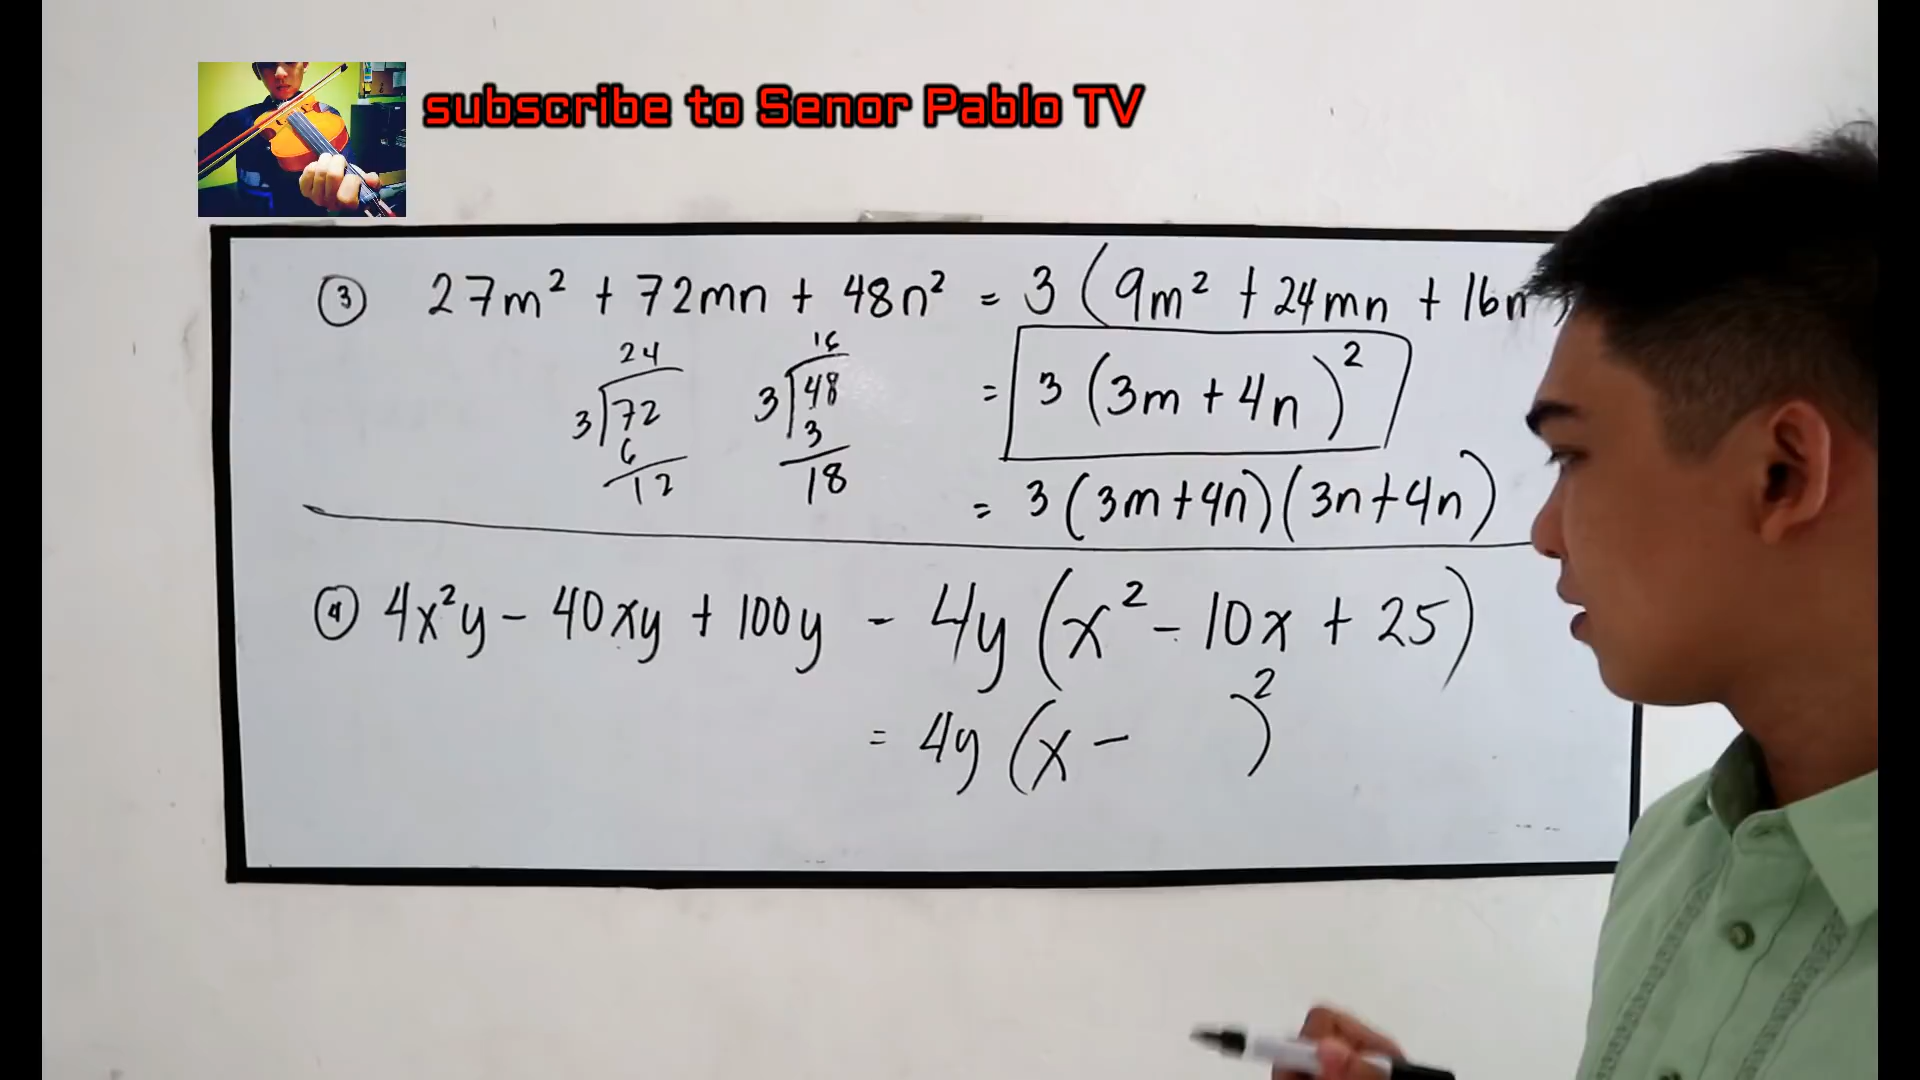 subscribe to Senor Pablo TV
③ 27m² + 72mn + 48n² = 3 (9m² + 24mn + 16n
24
3 72
6
12
16
3 48
3
18
= 3 (3m + 4n)²
= 3 (3m + 4n) (3n + 4n)
④ 4x²y - 40xy + 100y - 4y (x² - 10x + 25)
= 4y (x - )²